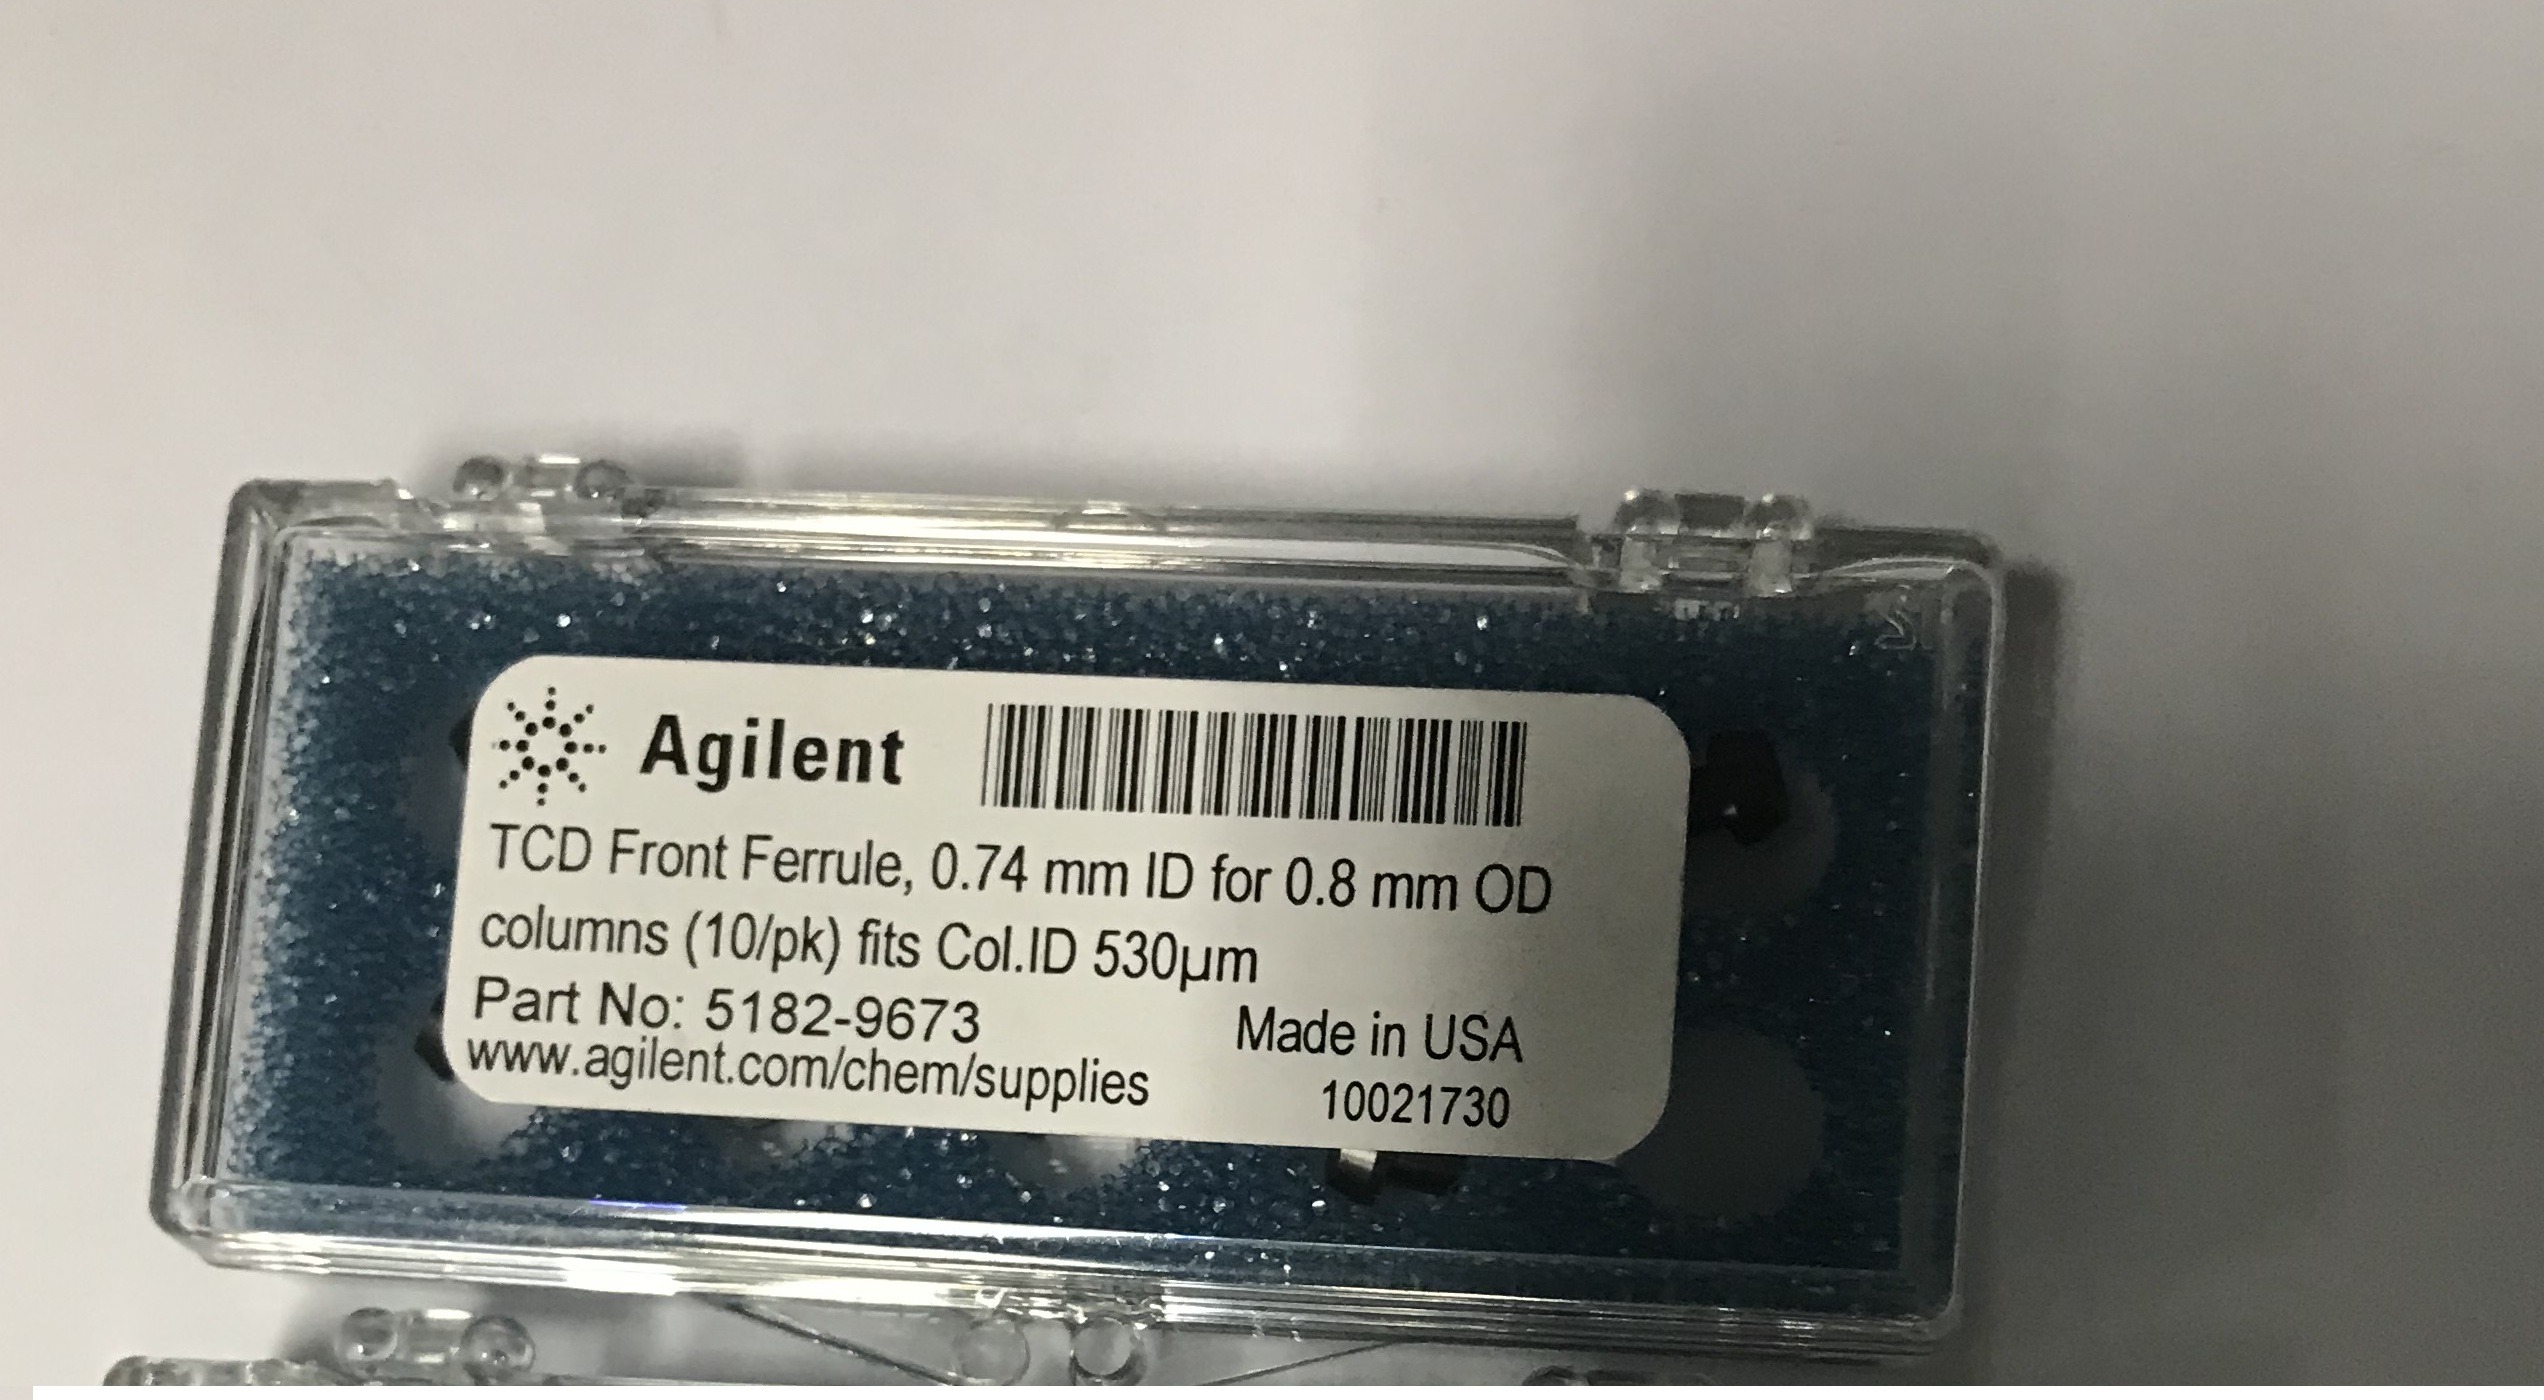 Agilent
TCD Front Ferrule, 0.74 mm ID for 0.8 mm OD
columns (10/pk) fits Col.ID 530µm
Part No: 5182-9673
Made in USA
www.agilent.com/chem/supplies
10021730